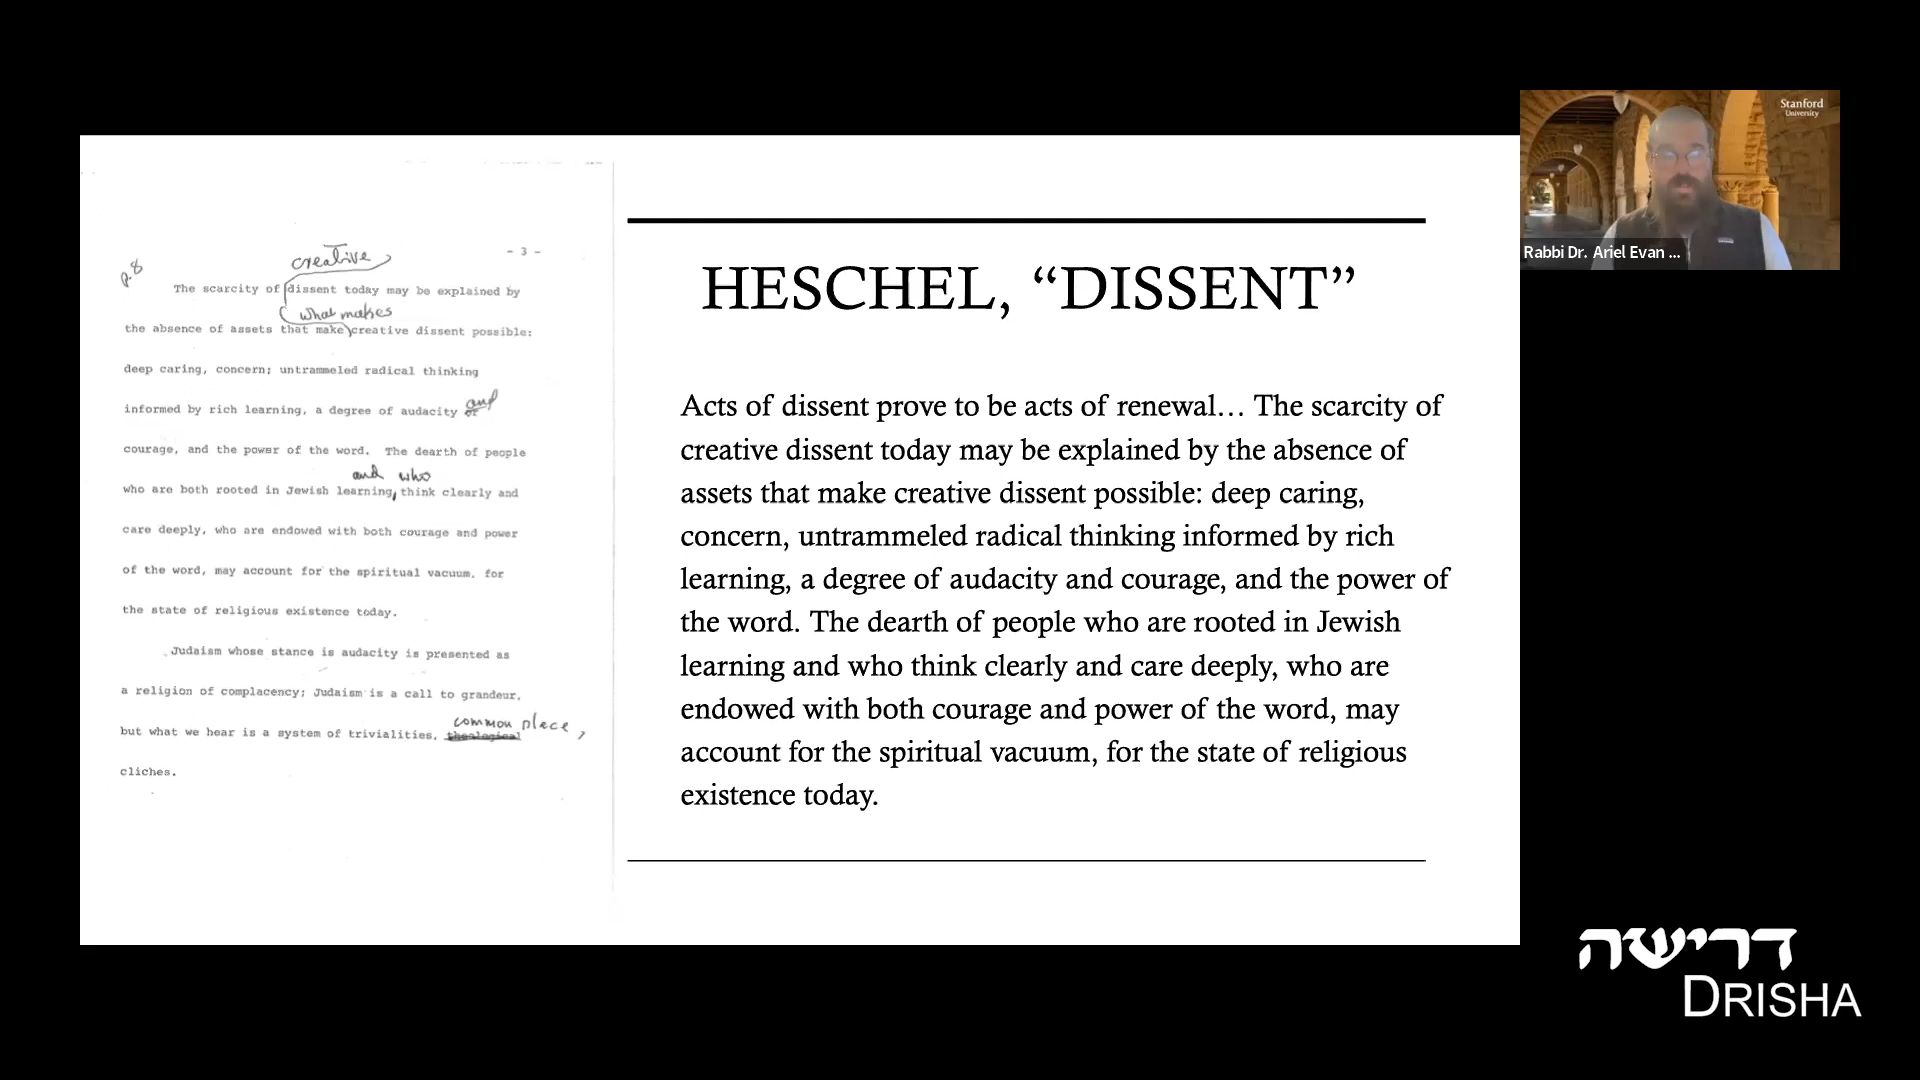 creative
p.8
- 3 -
The scarcity of dissent today may be explained by
what makes
the absence of assets that make creative dissent possible:
deep caring, concern; untrammeled radical thinking
informed by rich learning, a degree of audacity or
and
courage, and the power of the word. The dearth of people
and who
who are both rooted in Jewish learning, think clearly and
care deeply, who are endowed with both courage and power
of the word, may account for the spiritual vacuum, for
the state of religious existence today.
Judaism whose stance is audacity is presented as
a religion of complacency; Judaism is a call to grandeur,
common place,
but what we hear is a system of trivialities, theological
cliches.
HESCHEL, “DISSENT”
Acts of dissent prove to be acts of renewal… The scarcity of
creative dissent today may be explained by the absence of
assets that make creative dissent possible: deep caring,
concern, untrammeled radical thinking informed by rich
learning, a degree of audacity and courage, and the power of
the word. The dearth of people who are rooted in Jewish
learning and who think clearly and care deeply, who are
endowed with both courage and power of the word, may
account for the spiritual vacuum, for the state of religious
existence today.
Stanford
University
Rabbi Dr. Ariel Evan ...
דרישה
DRISHA